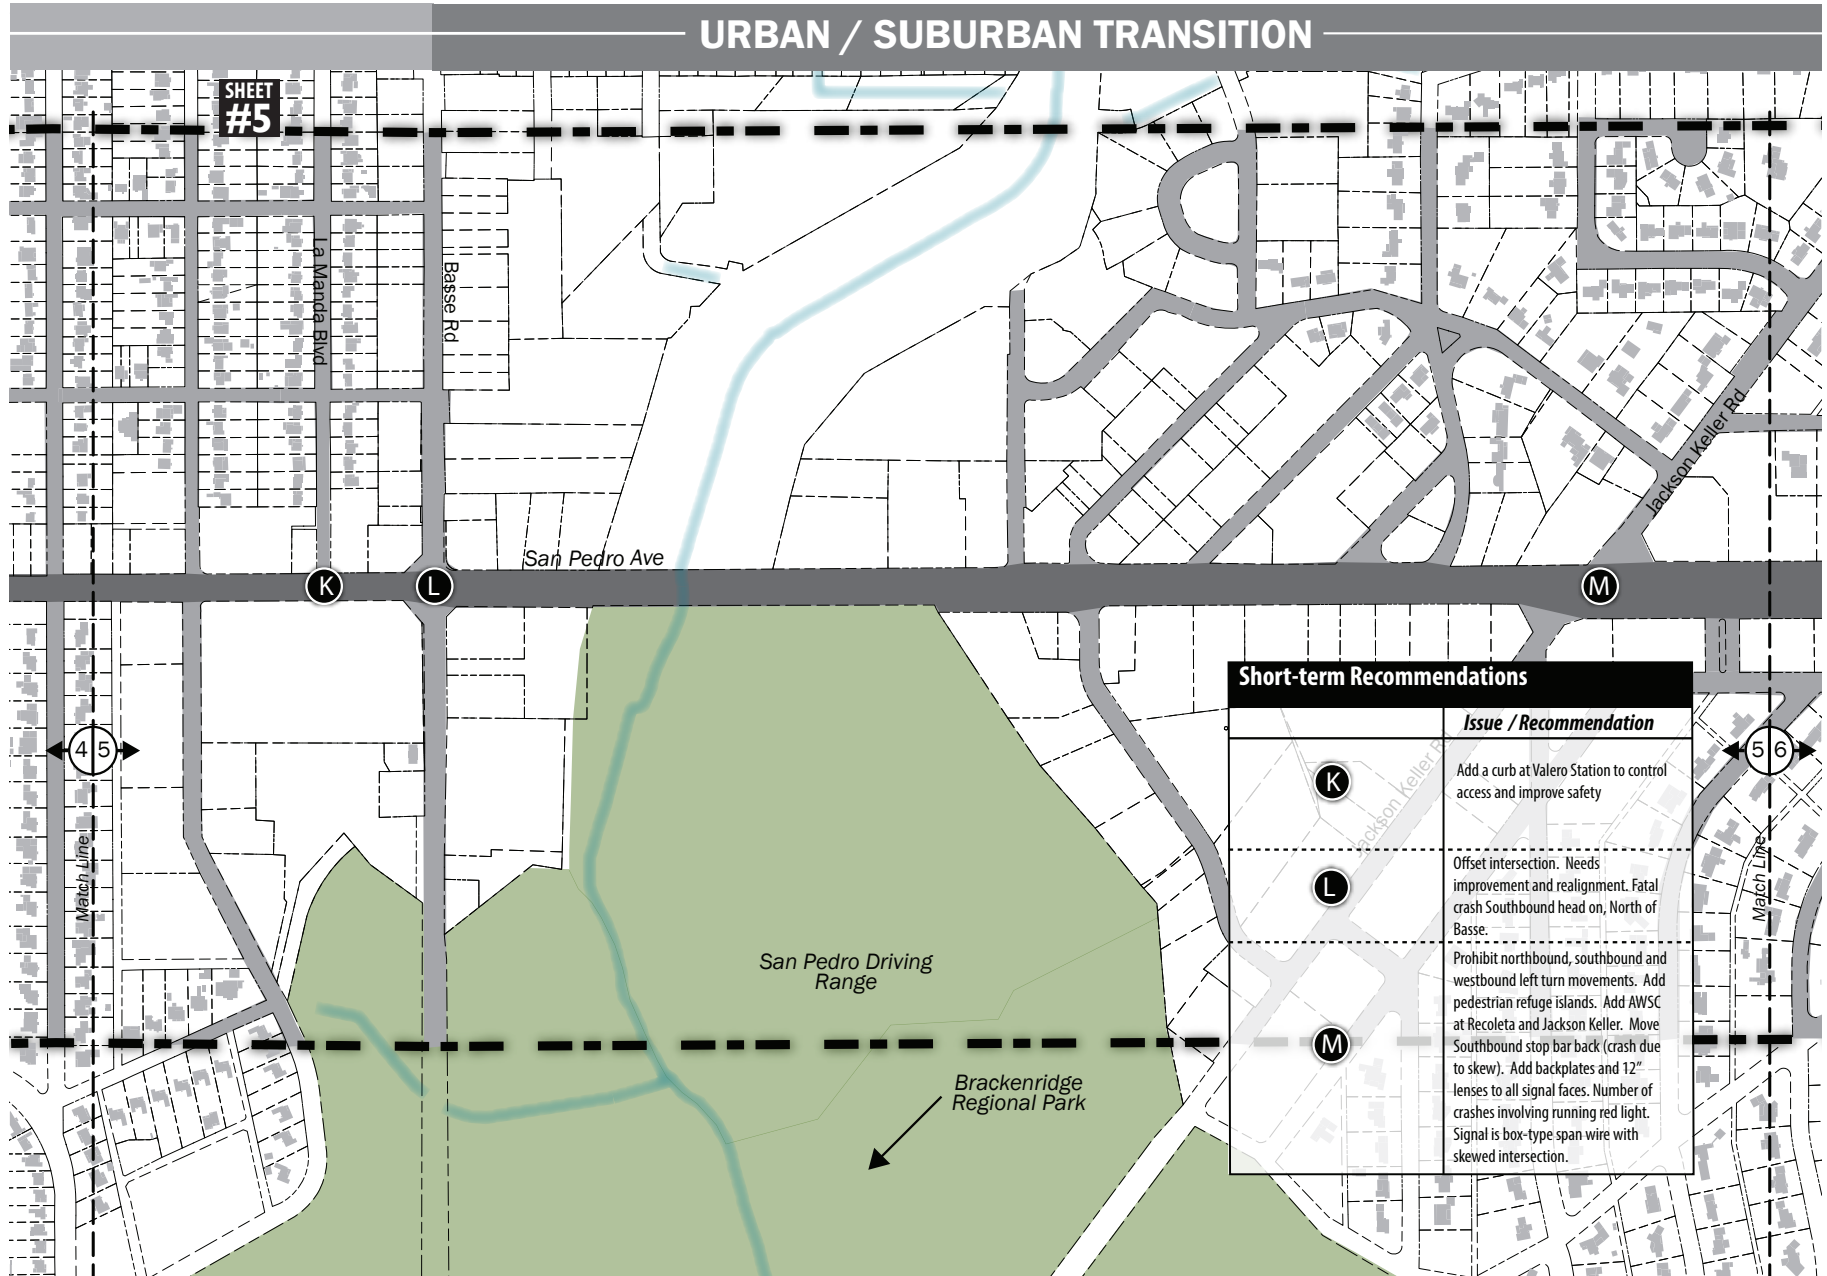 URBAN / SUBURBAN TRANSITION
SHEET
#5
La Manda Blvd
Basse Rd
Jackson Keller Rd
San Pedro Ave
K
L
M
Short-term Recommendations
Issue / Recommendation
4 5
5 6
Jackson Keller Rd
K
Add a curb at Valero Station to control
access and improve safety
Match Line
Match Line
L
Offset intersection. Needs
improvement and realignment. Fatal
crash Southbound head on, North of
Basse.
San Pedro Driving
Range
M
Prohibit northbound, southbound and
westbound left turn movements. Add
pedestrian refuge islands. Add AWSC
at Recoleta and Jackson Keller. Move
Southbound stop bar back (crash due
to skew). Add backplates and 12"
lenses to all signal faces. Number of
crashes involving running red light.
Signal is box-type span wire with
skewed intersection.
Brackenridge
Regional Park